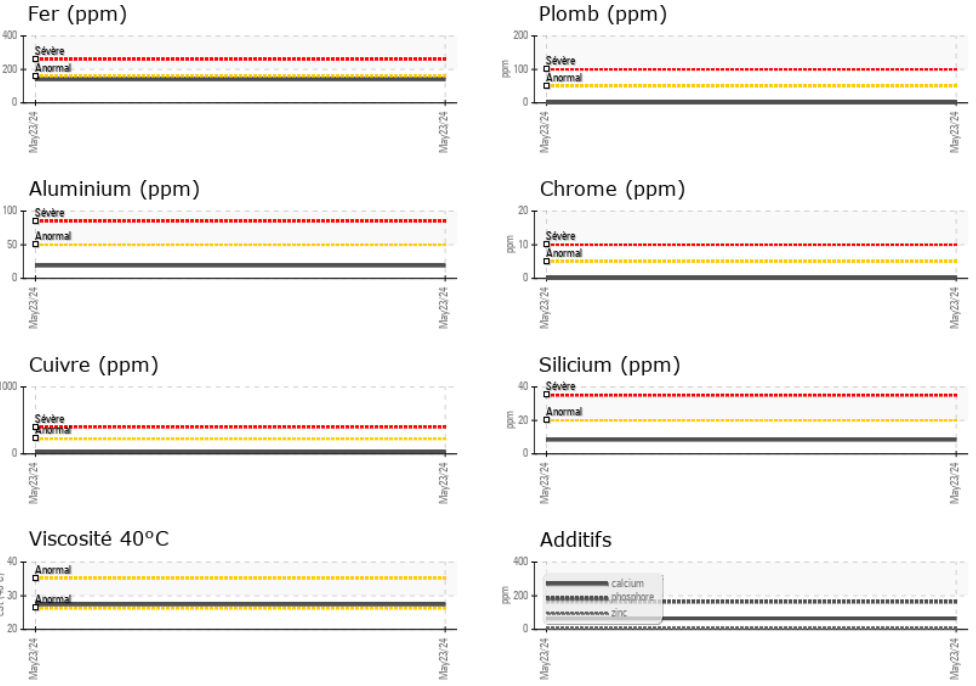 Fer (ppm)
400
Sévère
200
Anormal
0
May23/24
May23/24
Plomb (ppm)
200
ppm
Sévère
100
Anormal
0
May23/24
May23/24
Aluminium (ppm)
100
Sévère
Anormal
50
0
May23/24
May23/24
Chrome (ppm)
20
ppm
Sévère
10
Anormal
0
May23/24
May23/24
Cuivre (ppm)
1000
Sévère
Anormal
0
May23/24
May23/24
Silicium (ppm)
40
ppm
Sévère
Anormal
20
0
May23/24
May23/24
Viscosité 40°C
40
Anormal
30
Anormal
20
May23/24
May23/24
Additifs
400
ppm
calcium
200
phosphore
zinc
0
May23/24
May23/24